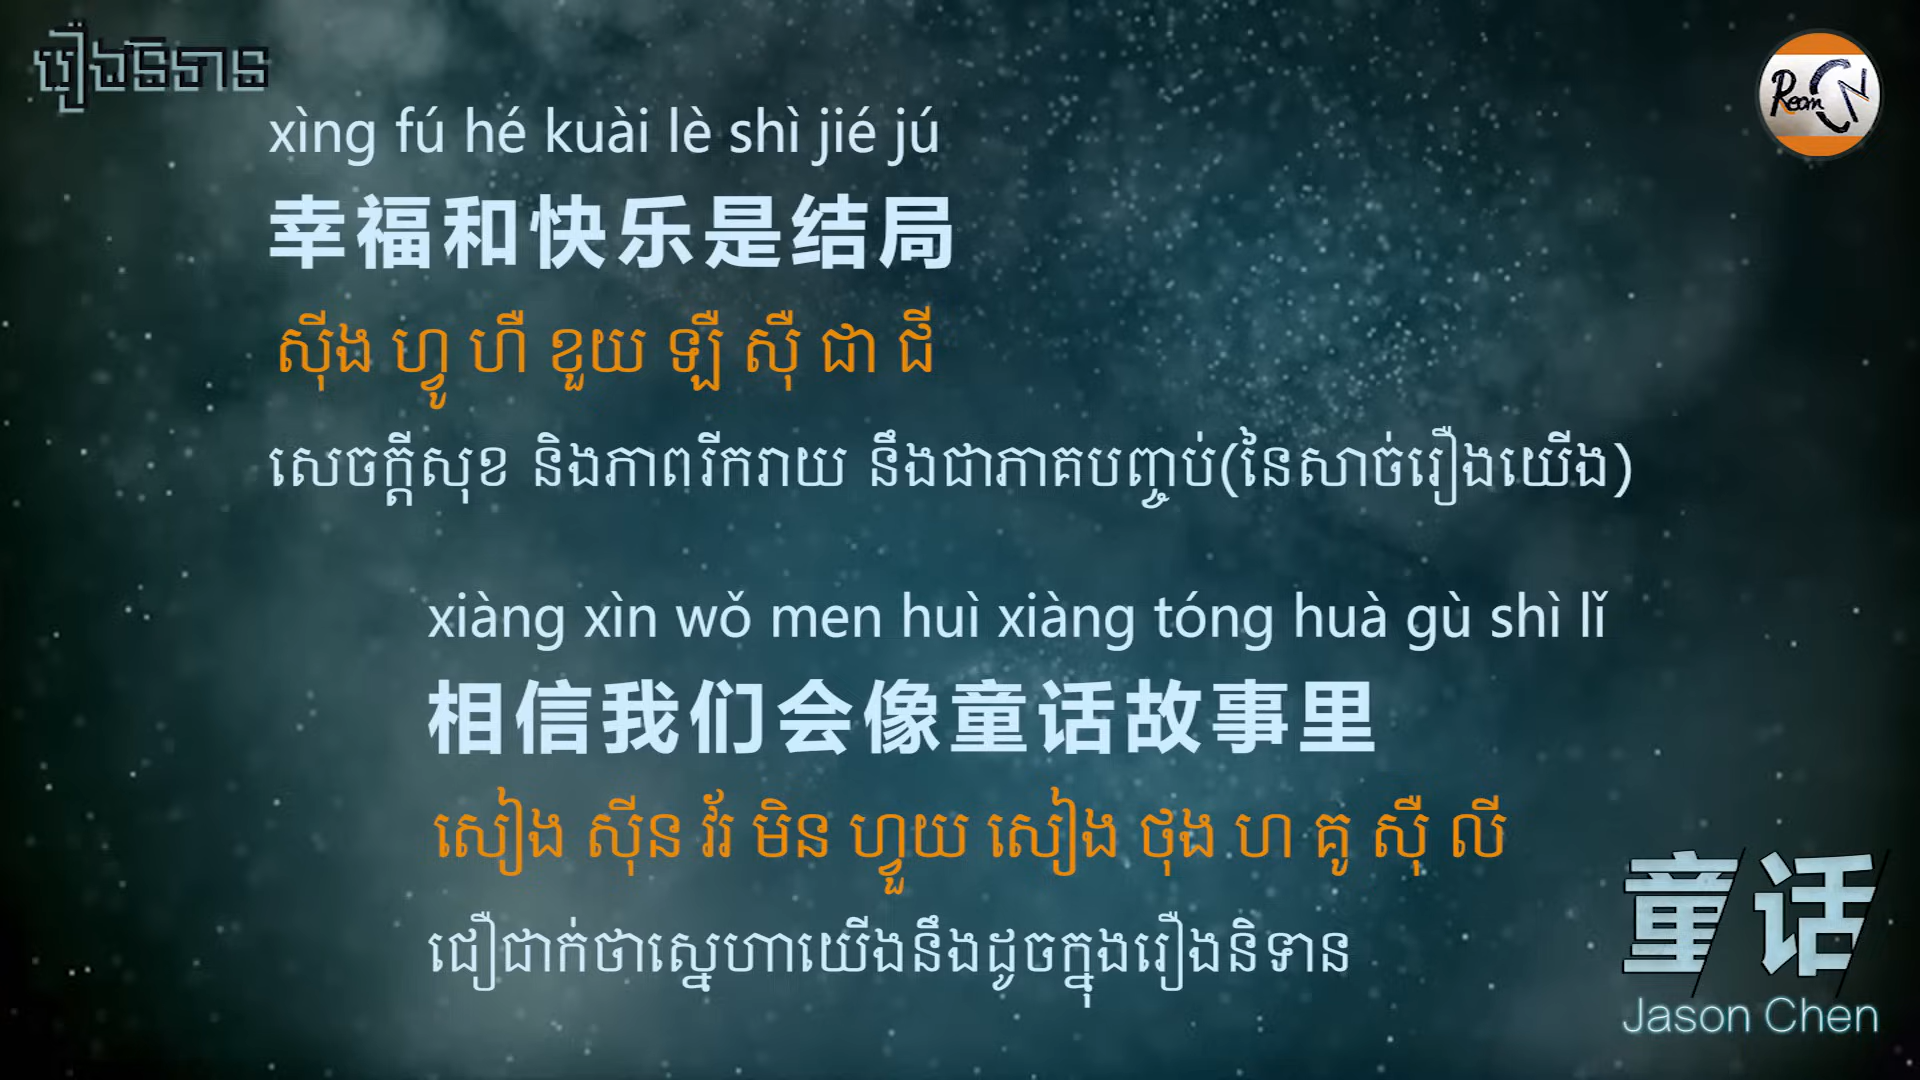 រឿងនិទាន
Ream CN
xìng fú hé kuài lè shì jié jú
幸福和快乐是结局
ស៊ីង ហ្វូ ហឺ ខួយ ឡឺ ស៊ឺ ជា ជី
សេចក្ដីសុខ និងភាពរីករាយ នឹងជាភាគបញ្ចប់(នៃសាច់រឿងយើង)
xiàng xìn wǒ men huì xiàng tóng huà gù shì lǐ
相信我们会像童话故事里
សៀង ស៊ីន វ័រ មិន ហ្វួយ សៀង ថុង ហ គូ ស៊ឺ លី
ជឿជាក់ថាស្នេហាយើងនឹងដូចក្នុងរឿងនិទាន
童话
Jason Chen